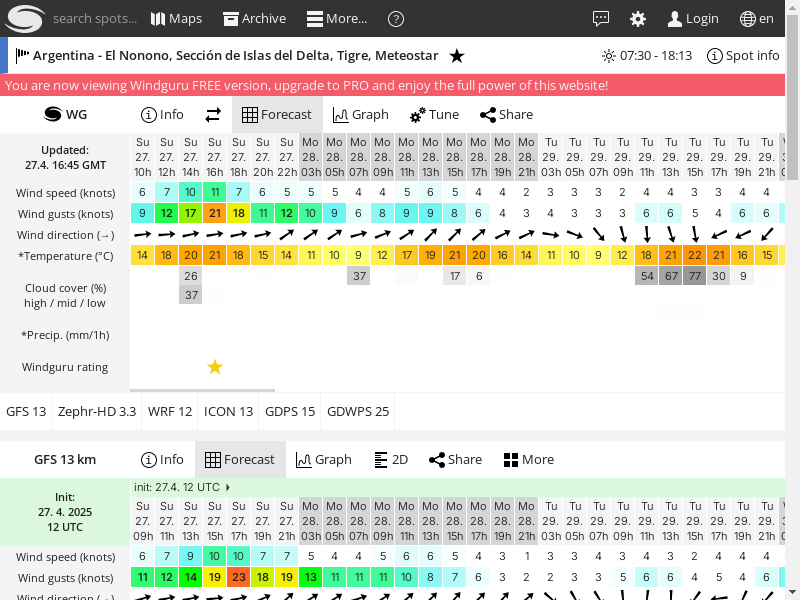 search spots... Maps Archive More... ? Login en
Argentina - El Nonono, Sección de Islas del Delta, Tigre, Meteostar ★ 07:30 - 18:13 Spot info
You are now viewing Windguru FREE version, upgrade to PRO and enjoy the full power of this website!
WG Info Forecast Graph Tune Share
Updated:
27.4. 16:45 GMT
Su Su Su Su Su Su Su Mo Mo Mo Mo Mo Mo Mo Mo Mo Mo Tu Tu Tu Tu Tu Tu Tu Tu Tu Tu
27. 27. 27. 27. 27. 27. 27. 28. 28. 28. 28. 28. 28. 28. 28. 28. 28. 29. 29. 29. 29. 29. 29. 29. 29. 29. 29.
10h 12h 14h 16h 18h 20h 22h 03h 05h 07h 09h 11h 13h 15h 17h 19h 21h 03h 05h 07h 09h 11h 13h 15h 17h 19h 21h
Wind speed (knots) 6 7 10 11 7 6 5 5 5 4 4 5 6 5 4 4 2 3 3 3 2 4 4 3 3 4 4
Wind gusts (knots) 9 12 17 21 18 11 12 10 9 6 8 9 9 8 6 4 3 4 3 3 3 6 6 5 4 6 6
Wind direction (→)
*Temperature (°C) 14 18 20 21 18 15 14 11 10 9 12 17 19 21 20 16 14 11 10 9 12 18 21 22 21 16 15
Cloud cover (%) 26 37 17 6 54 67 77 30 9
high / mid / low 37
*Precip. (mm/1h)
Windguru rating ★
GFS 13 Zephr-HD 3.3 WRF 12 ICON 13 GDPS 15 GDWPS 25
GFS 13 km Info Forecast Graph 2D Share More
init: 27.4. 12 UTC
Init:
27. 4. 2025
12 UTC
Su Su Su Su Su Su Su Mo Mo Mo Mo Mo Mo Mo Mo Mo Mo Tu Tu Tu Tu Tu Tu Tu Tu Tu Tu
27. 27. 27. 27. 27. 27. 27. 28. 28. 28. 28. 28. 28. 28. 28. 28. 28. 29. 29. 29. 29. 29. 29. 29. 29. 29. 29.
09h 11h 13h 15h 17h 19h 21h 03h 05h 07h 09h 11h 13h 15h 17h 19h 21h 03h 05h 07h 09h 11h 13h 15h 17h 19h 21h
Wind speed (knots) 6 7 9 10 10 7 7 5 4 4 5 6 6 5 4 3 1 3 3 4 3 4 3 2 4 4 4
Wind gusts (knots) 11 12 14 19 23 18 19 13 11 11 11 10 8 7 6 3 2 2 3 3 5 6 6 4 5 4 6
Wind direction (→)